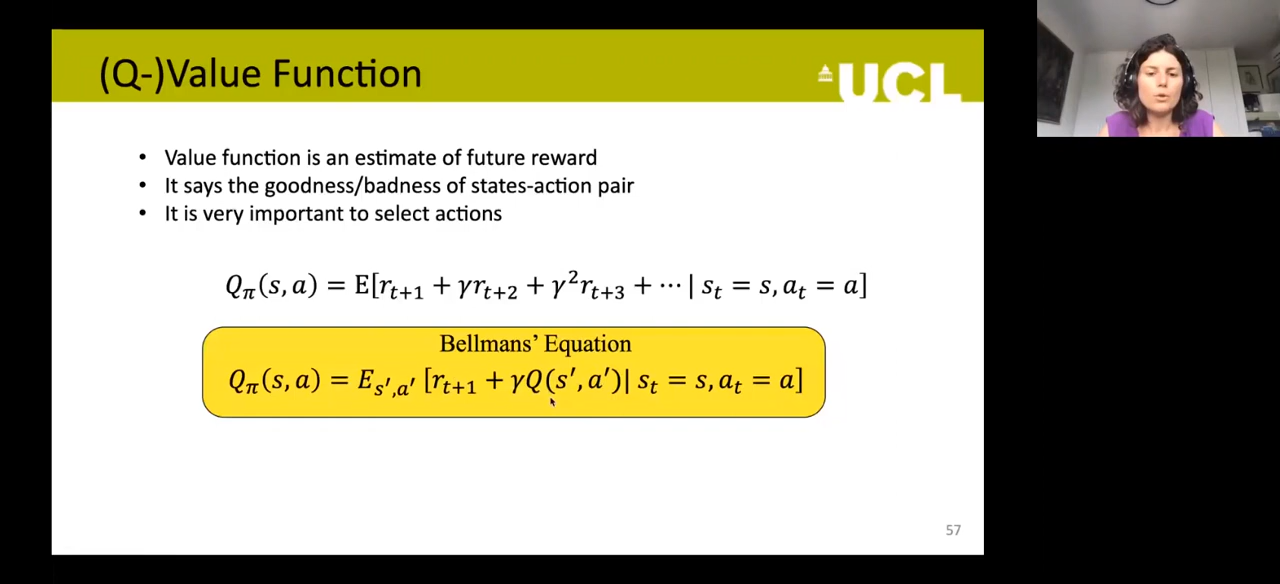 (Q-)Value Function
UCL
• Value function is an estimate of future reward
• It says the goodness/badness of states-action pair
• It is very important to select actions
Qπ(s, a) = E[rₜ₊₁ + γrₜ₊₂ + γ²rₜ₊₃ + ⋯ | sₜ = s, aₜ = a]
Bellmans’ Equation
Qπ(s, a) = E_{s′,a′} [rₜ₊₁ + γQ(s′, a′)| sₜ = s, aₜ = a]
57